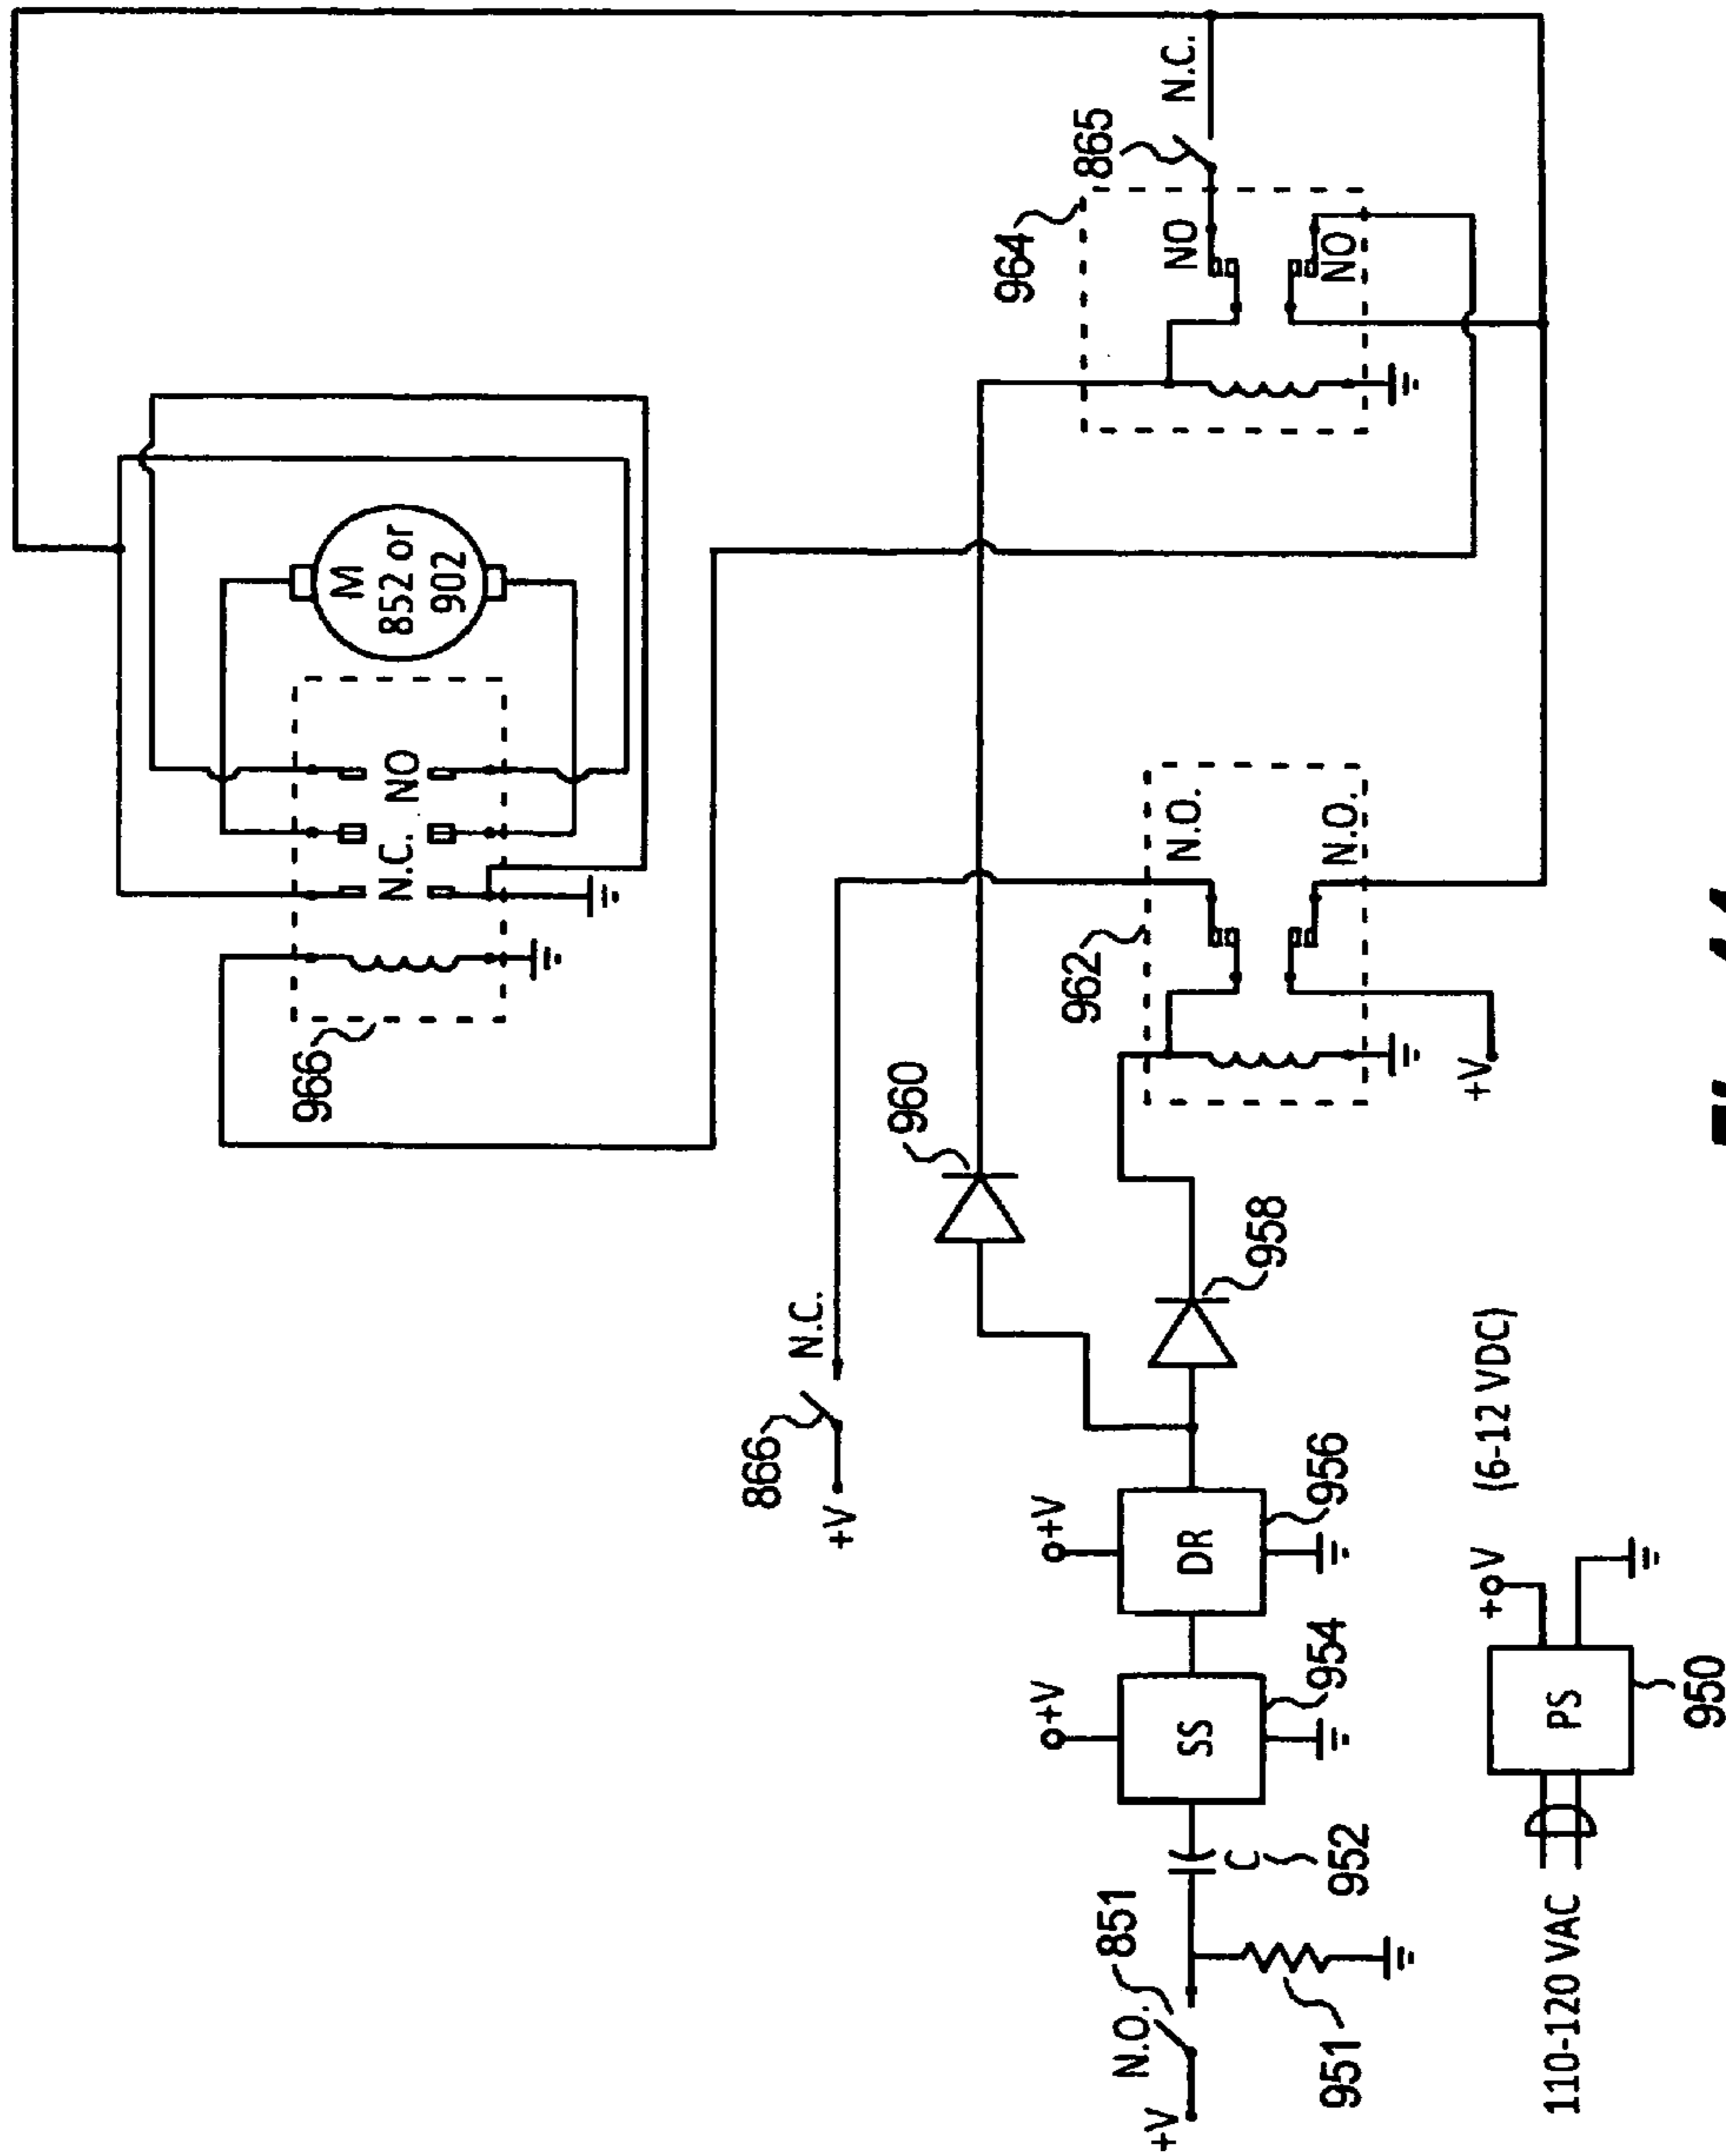 M
852 or
902
966
N.C.
NO
964
865
N.C.
NO
NO
960
962
N.O.
N.O.
+V
866
+V
N.C.
958
851
N.O.
+V
951
C
952
+V
SS
954
+V
DR
956
110-120 VAC
PS
950
+V
(6-12 VDC)